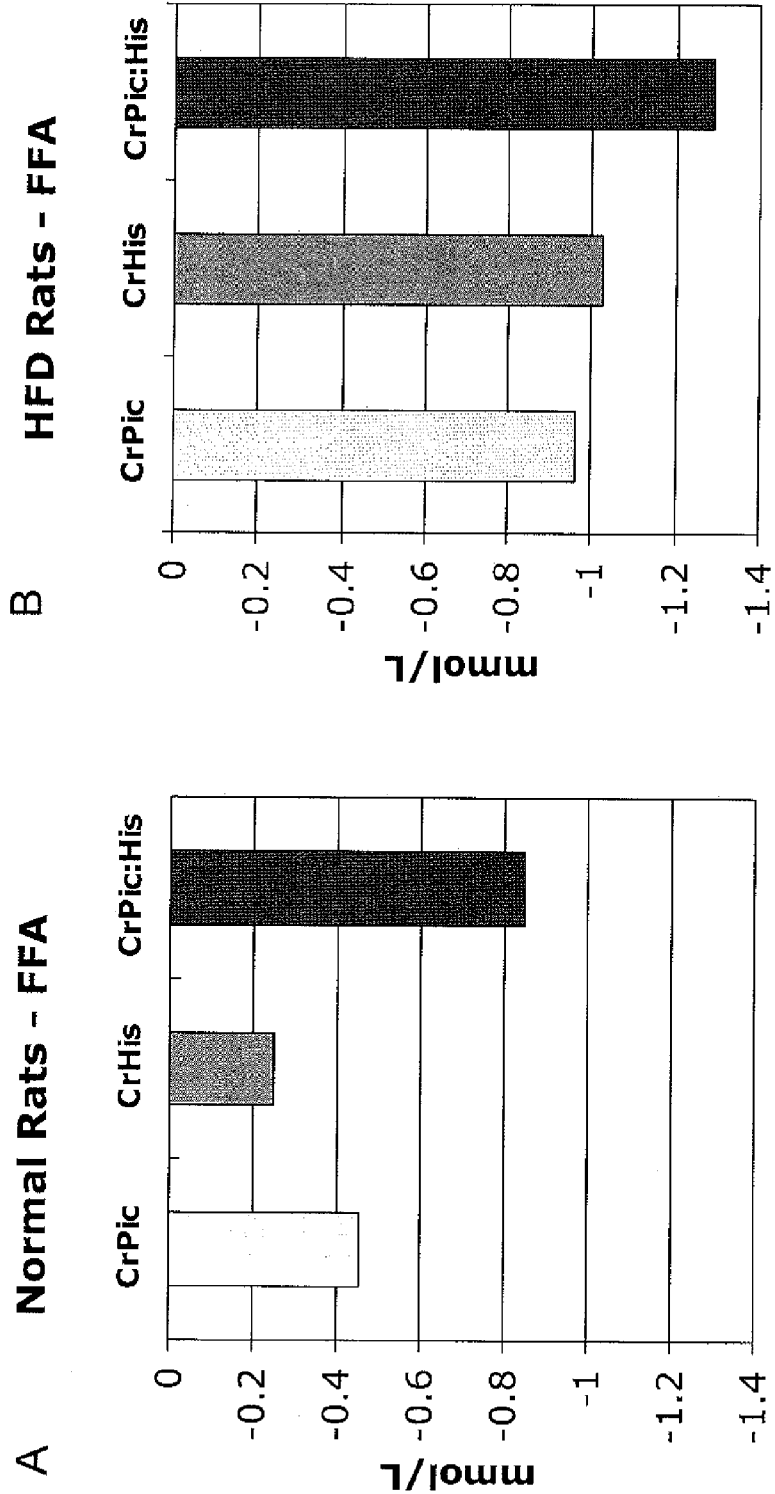 A
Normal Rats - FFA
CrPic
CrHis
CrPic:His
0
-0.2
-0.4
-0.6
-0.8
-1
-1.2
-1.4
mmol/L
B
HFD Rats - FFA
CrPic
CrHis
CrPic:His
0
-0.2
-0.4
-0.6
-0.8
-1
-1.2
-1.4
mmol/L